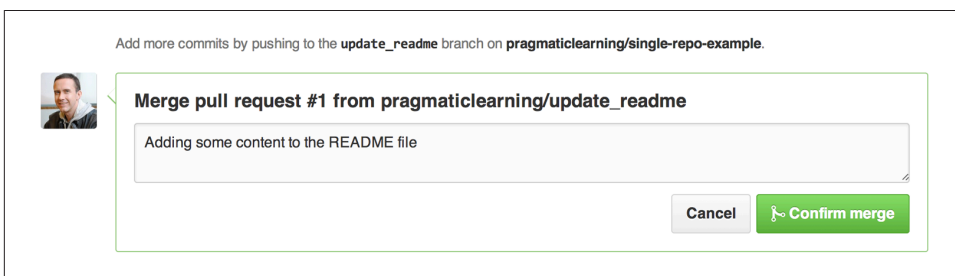 Add more commits by pushing to the update_readme branch on pragmaticlearning/single-repo-example.
Merge pull request #1 from pragmaticlearning/update_readme
Adding some content to the README file
Cancel
Confirm merge